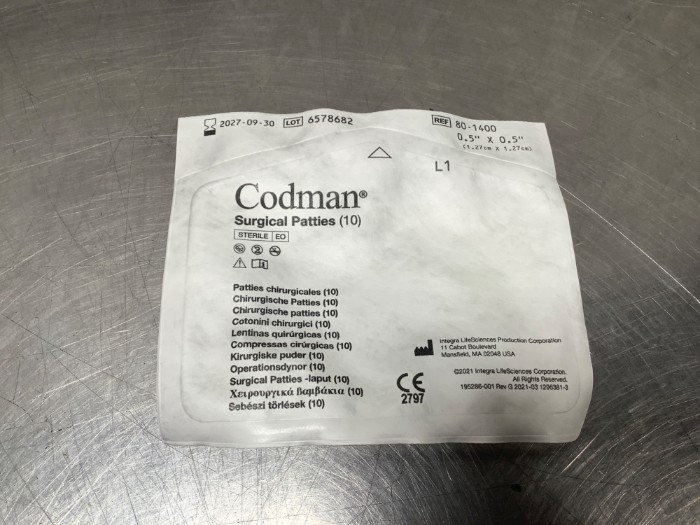 2027-09-30 LOT 6578682
REF 80-1400
0.5" X 0.5"
(1.27cm x 1.27cm)
L1
Codman®
Surgical Patties (10)
STERILE EO
Patties chirurgicales (10)
Chirurgische Patties (10)
Chirurgische patties (10)
Cotonini chirurgici (10)
Lentinas quirúrgicas (10)
Compressas cirúrgicas (10)
Kirurgiske puder (10)
Operationsdynor (10)
Surgical Patties -laput (10)
Χειρουργικά Βαμβάκια (10)
Sebészi törlések (10)
Integra LifeSciences Production Corporation
11 Cabot Boulevard
Mansfield, MA 02048 USA
CE
2797
©2021 Integra LifeSciences Corporation.
All Rights Reserved.
195286-001 Rev G 2021-03 1296381-3